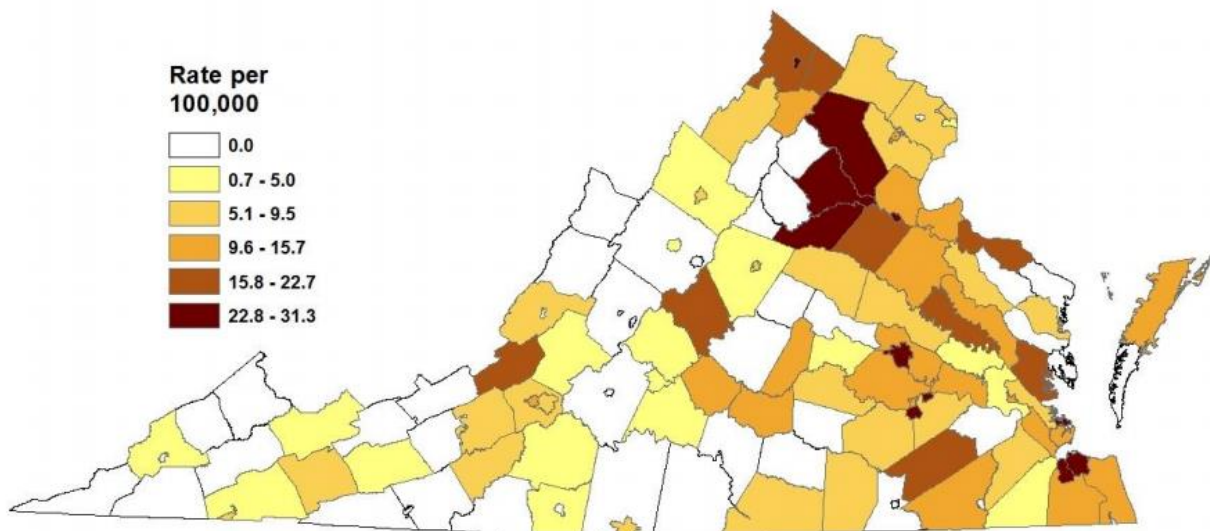 Rate per
100,000
0.0
0.7 - 5.0
5.1 - 9.5
9.6 - 15.7
15.8 - 22.7
22.8 - 31.3